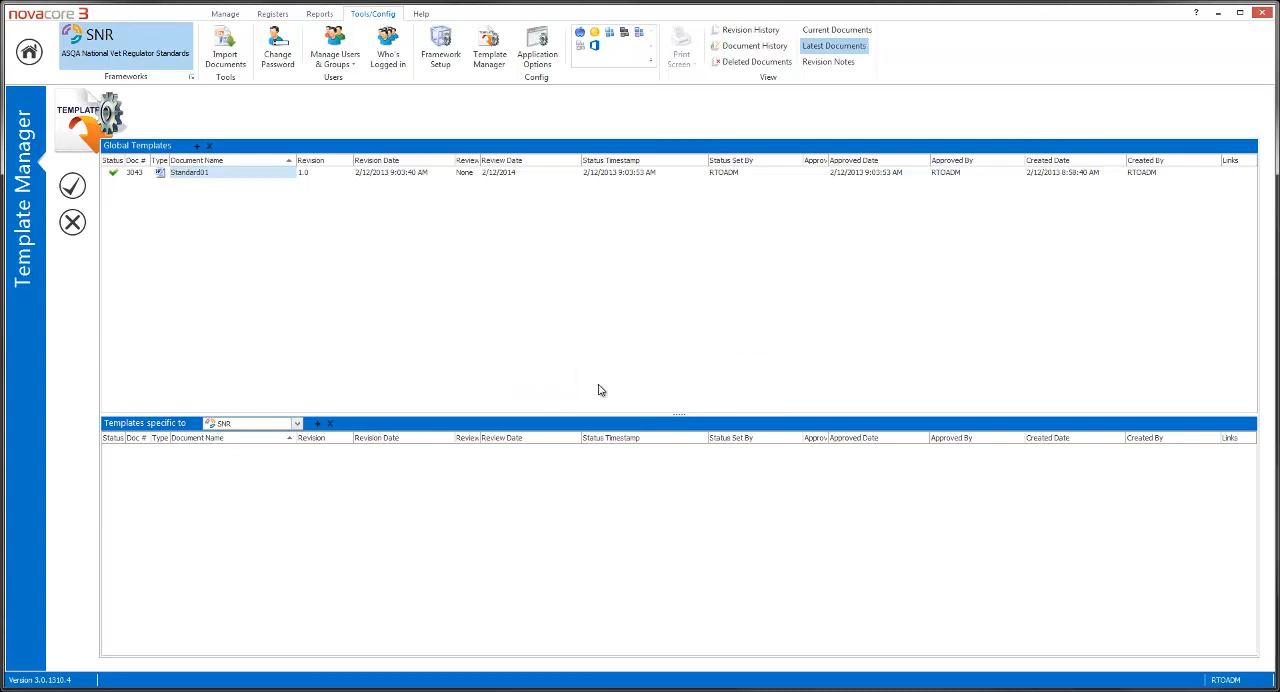 novacore 3 Manage Registers Reports Tools/Config Help ?
SNR
ASQA National Vet Regulator Standards
Frameworks
Import Documents
Tools
Change Password
Manage Users & Groups
Who's Logged in
Users
Framework Setup
Template Manager
Application Options
Config
Print Screen
Revision History Current Documents
Document History Latest Documents
Deleted Documents Revision Notes
View
Template Manager
TEMPLATE
Global Templates + X
Status Doc # Type Document Name Revision Revision Date Review Review Date Status Timestamp Status Set By Approv Approved Date Approved By Created Date Created By Links
3043 Standard01 1.0 2/12/2013 9:03:40 AM None 2/12/2014 2/12/2013 9:03:53 AM RTOADM 2/12/2013 9:03:53 AM RTOADM 2/12/2013 8:58:40 AM RTOADM
Templates specific to SNR + X
Status Doc # Type Document Name Revision Revision Date Review Review Date Status Timestamp Status Set By Approv Approved Date Approved By Created Date Created By Links
Version 3.0.1310.4 RTOADM